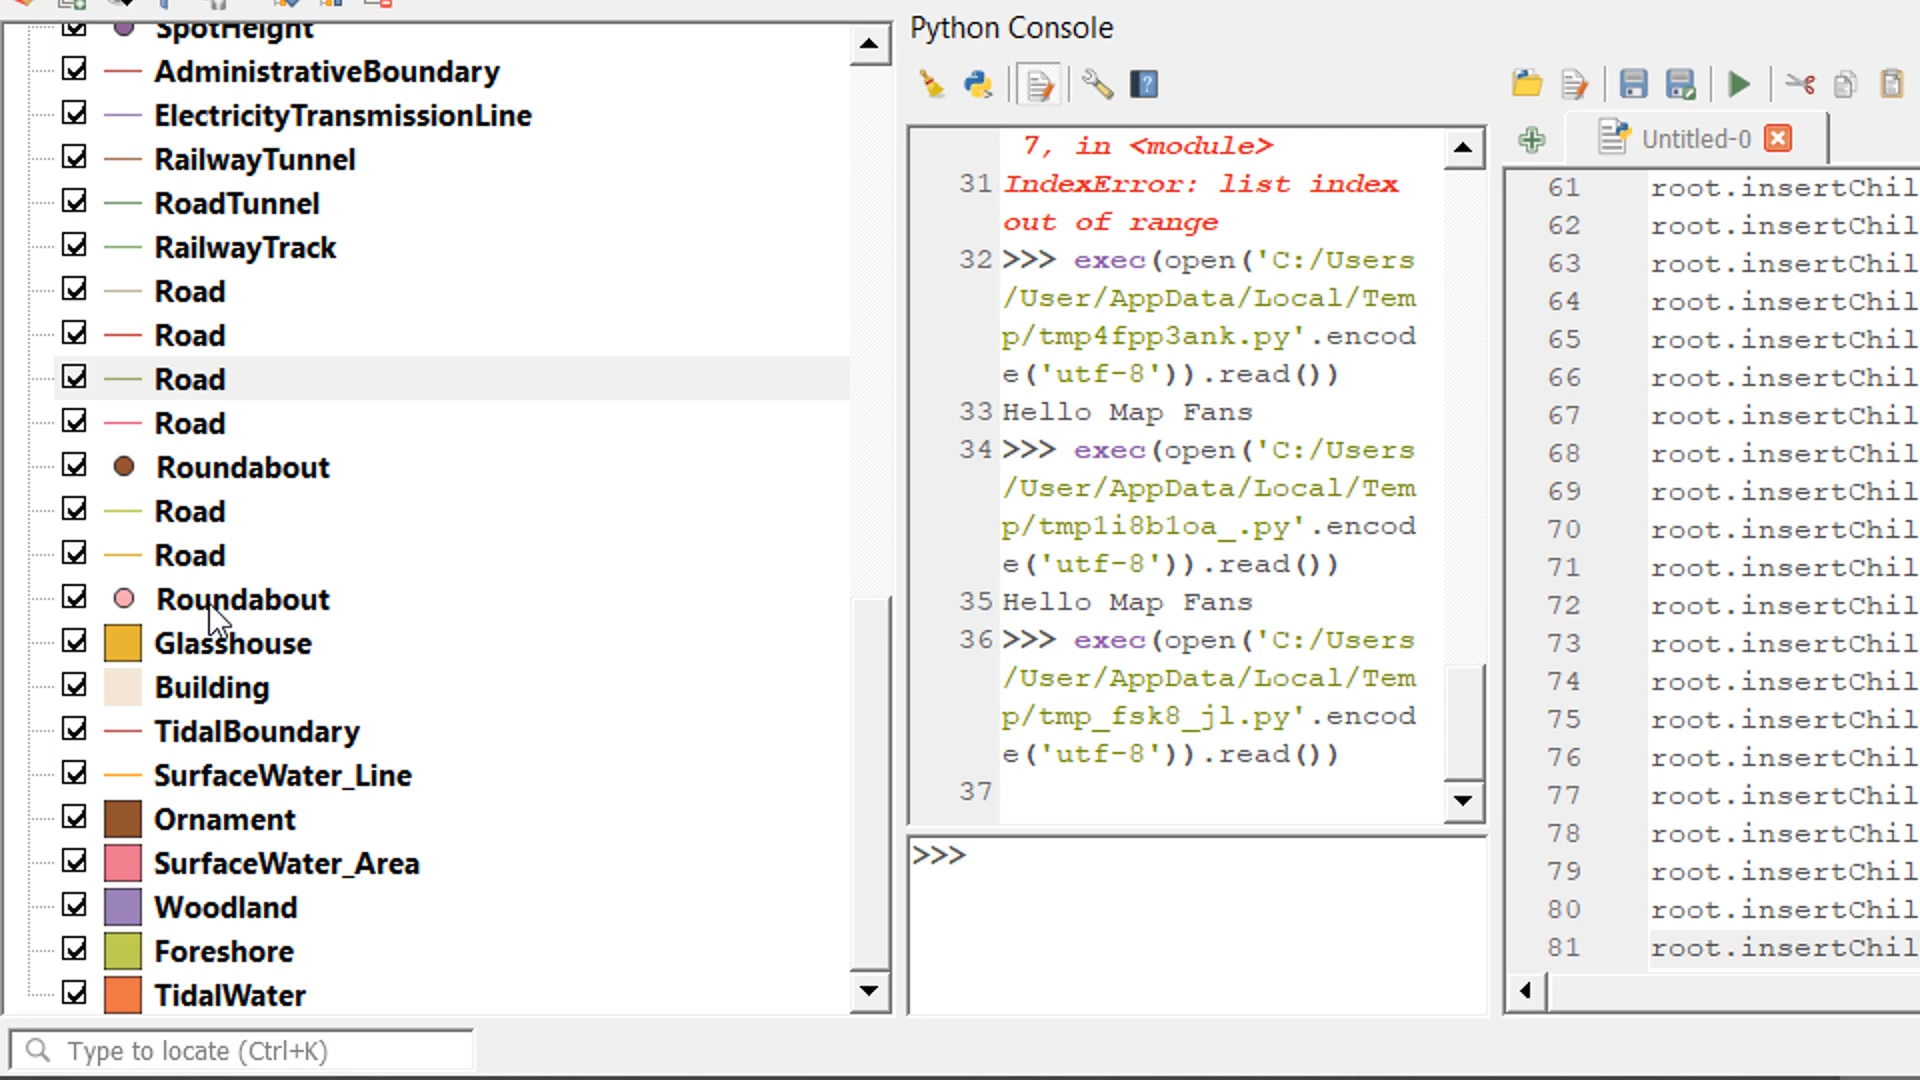 SpotHeight
AdministrativeBoundary
ElectricityTransmissionLine
RailwayTunnel
RoadTunnel
RailwayTrack
Road
Road
Road
Road
Roundabout
Road
Road
Roundabout
Glasshouse
Building
TidalBoundary
SurfaceWater_Line
Ornament
SurfaceWater_Area
Woodland
Foreshore
TidalWater
Type to locate (Ctrl+K)
Python Console
7, in <module>
31 IndexError: list index
out of range
32 >>> exec(open('C:/Users
/User/AppData/Local/Tem
p/tmp4fpp3ank.py'.encod
e('utf-8')).read())
33 Hello Map Fans
34 >>> exec(open('C:/Users
/User/AppData/Local/Tem
p/tmp1i8b1oa_.py'.encod
e('utf-8')).read())
35 Hello Map Fans
36 >>> exec(open('C:/Users
/User/AppData/Local/Tem
p/tmp_fsk8_jl.py'.encod
e('utf-8')).read())
37
>>>
Untitled-0
61 root.insertChil
62 root.insertChil
63 root.insertChil
64 root.insertChil
65 root.insertChil
66 root.insertChil
67 root.insertChil
68 root.insertChil
69 root.insertChil
70 root.insertChil
71 root.insertChil
72 root.insertChil
73 root.insertChil
74 root.insertChil
75 root.insertChil
76 root.insertChil
77 root.insertChil
78 root.insertChil
79 root.insertChil
80 root.insertChil
81 root.insertChil